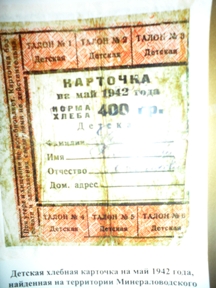 ТАЛОН № 1 ТАЛОН № 2 ТАЛОН № 3
Детская Детская Детская
КАРТОЧКА
на май 1942 года
НОРМА ХЛЕБА 400 гр.
Детская
Фамилия
Имя
Отчество
Дом. адрес
ТАЛОН № 4 ТАЛОН № 5 ТАЛОН № 6
Детская Детская Детская
Детская хлебная карточка на май 1942 года,
найденная на территории Минераловодского